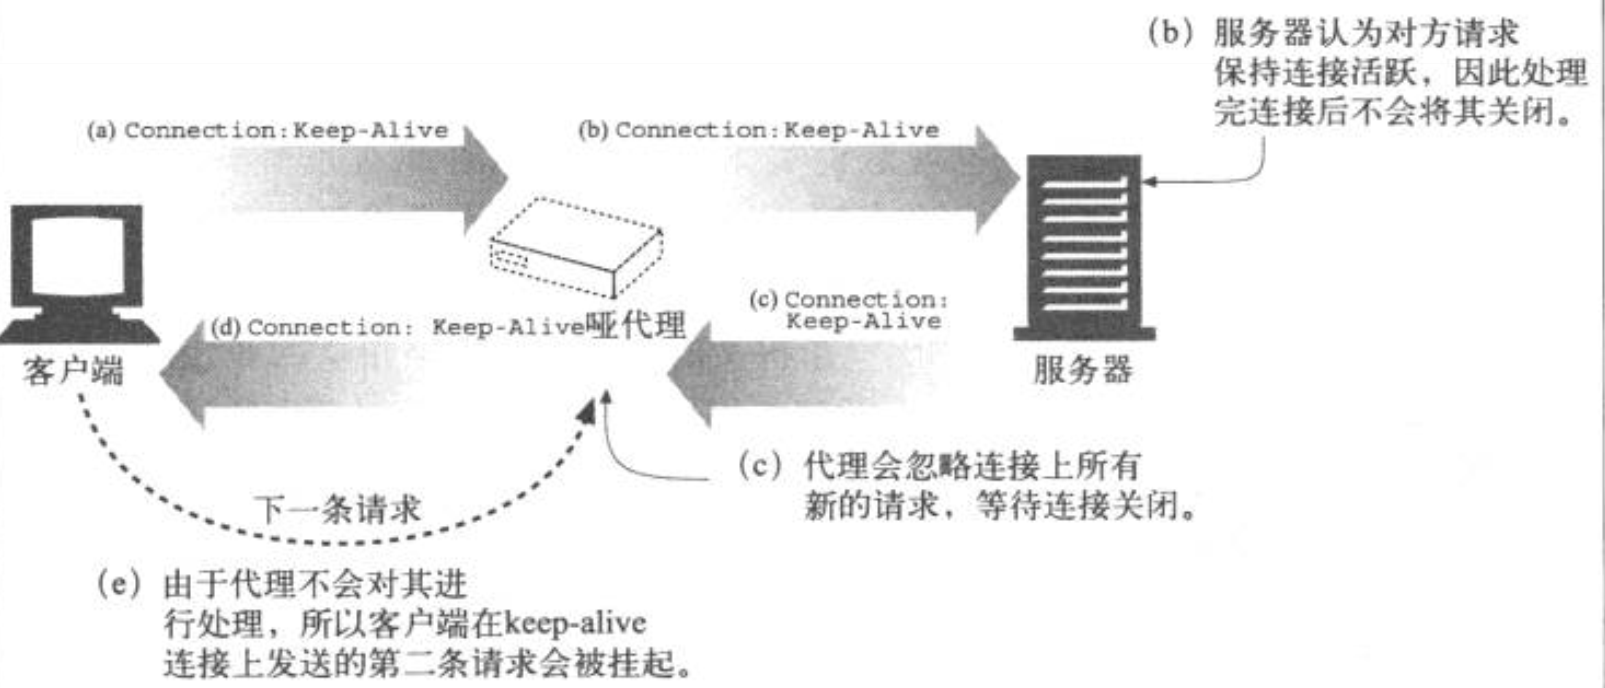 (b) 服务器认为对方请求
保持连接活跃，因此处理
完连接后不会将其关闭。
(a) Connection:Keep-Alive
(b) Connection:Keep-Alive
(c) Connection:
Keep-Alive
(d) Connection: Keep-Alive
哑代理
客户端
服务器
(c) 代理会忽略连接上所有
新的请求，等待连接关闭。
下一条请求
(e) 由于代理不会对其进
行处理，所以客户端在keep-alive
连接上发送的第二条请求会被挂起。